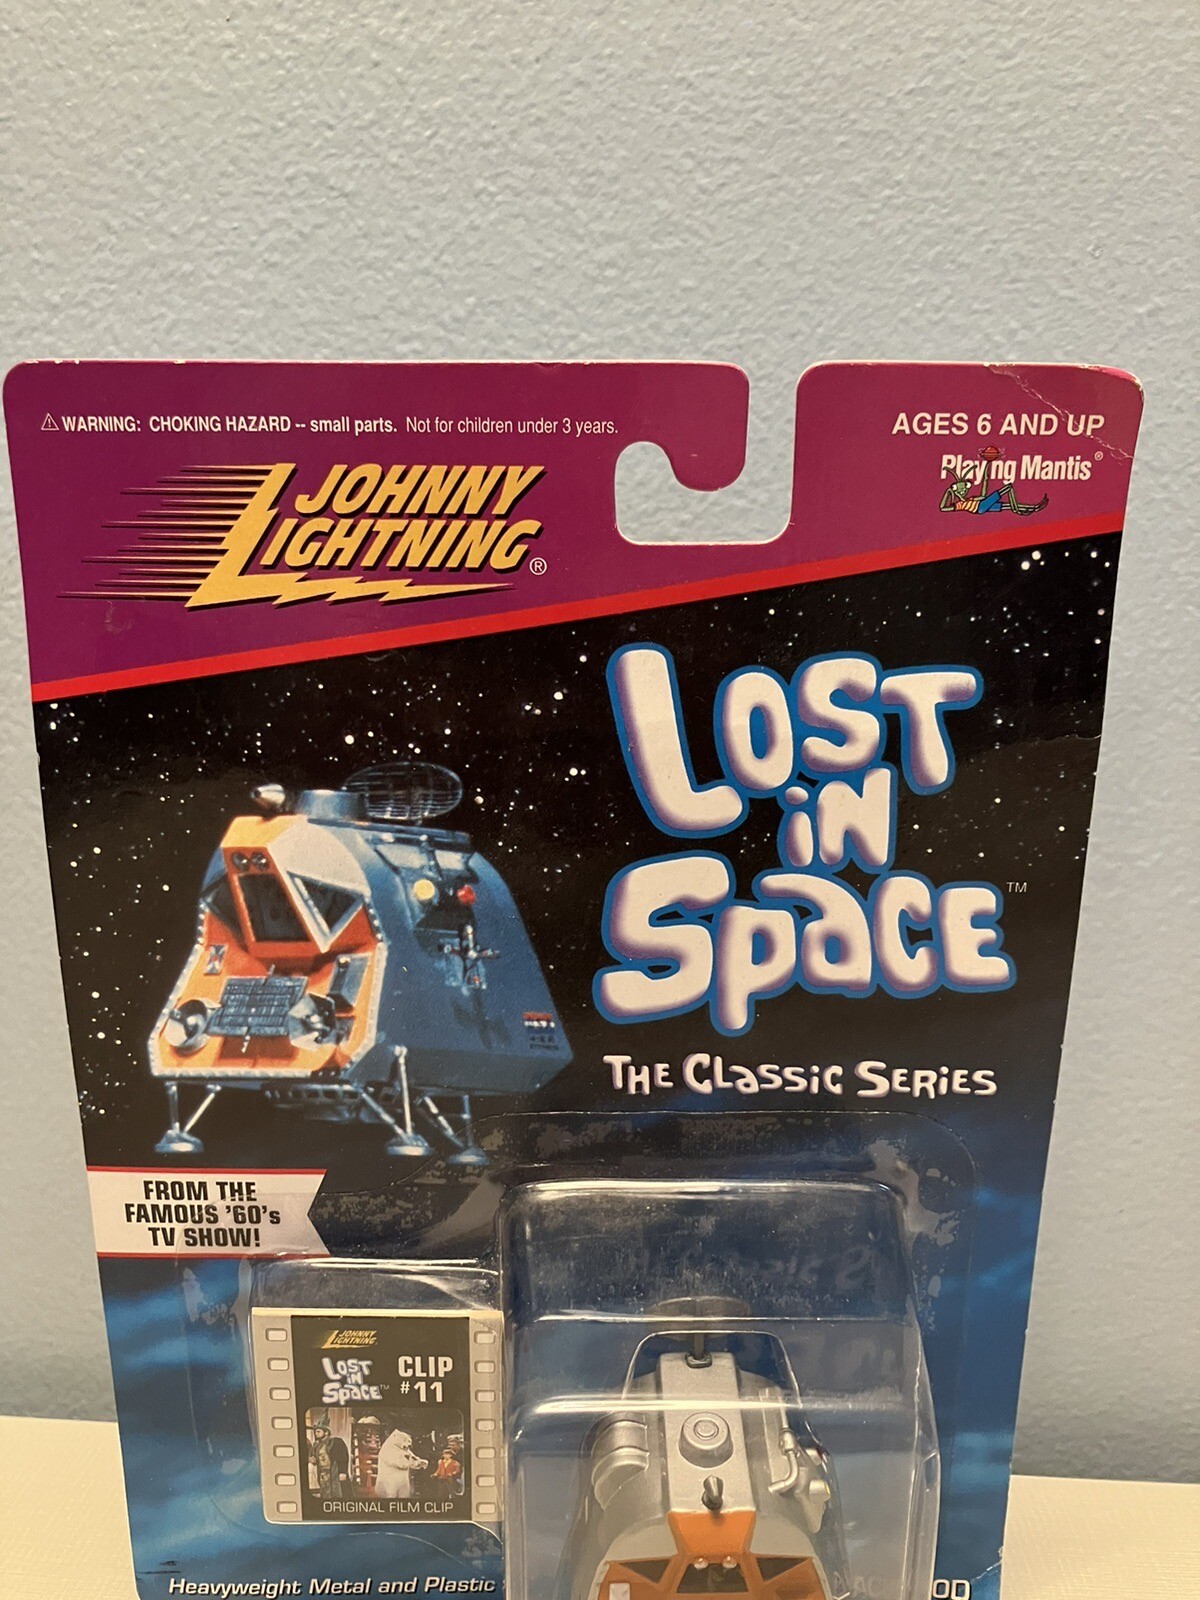 ⚠ WARNING: CHOKING HAZARD -- small parts. Not for children under 3 years.
AGES 6 AND UP
Playing Mantis®
JOHNNY
LIGHTNING®
LOST
iN
SpaCE™
THE CLaSSiC SERiES
FROM THE
FAMOUS '60's
TV SHOW!
JOHNNY
LIGHTNING
LOST
iN
SpaCE™
CLIP
#11
ORIGINAL FILM CLIP
Heavyweight Metal and Plastic